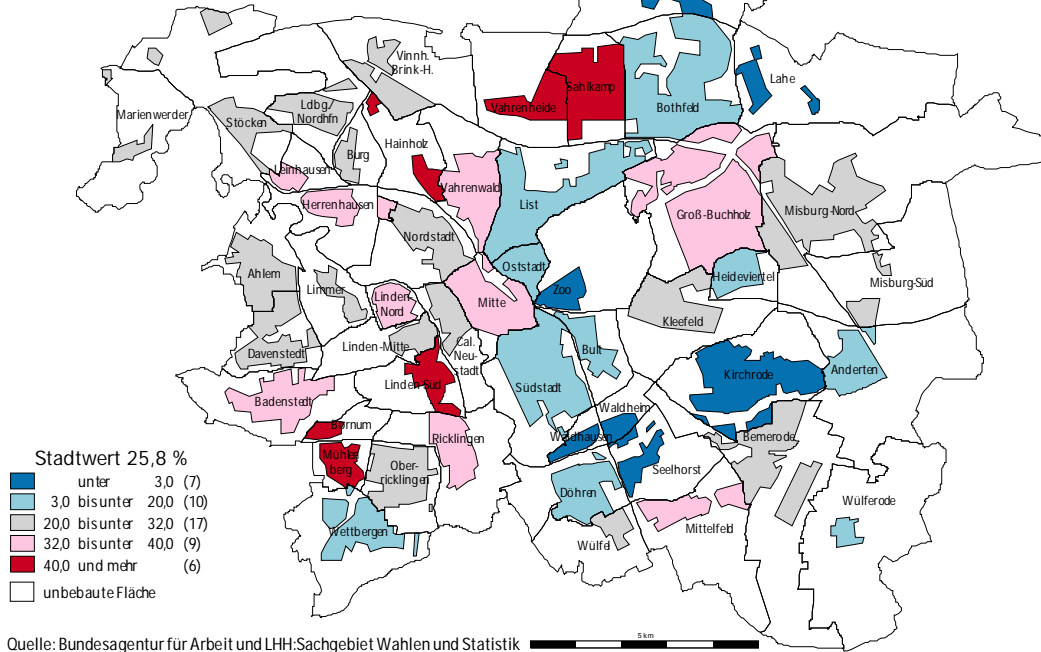 Vinnh.
Brink-H.
Lahe
Sahlkamp
Vahrenheide
Bothfeld
Marienwerder
Stöcken
Ldbg./
Nordhfn
Hainholz
Burg
Leinhausen
Vahrenwald
List
Herrenhausen
Groß-Buchholz
Misburg-Nord
Nordstadt
Oststadt
Heideviertel
Misburg-Süd
Ahlem
Limmer
Zoo
Linden-
Nord
Mitte
Kleefeld
Linden-Mitte
Cal.
Neu-
stadt
Bult
Davenstedt
Linden-Süd
Südstadt
Kirchrode
Anderten
Badenstedt
Waldheim
Bornum
Ricklingen
Waldhausen
Bemerode
Mühle
berg
Ober-
ricklingen
Seelhorst
Döhren
Wülferode
Mittelfeld
Wettbergen
Wülfel
Stadtwert 25,8 %
unter 3,0 (7)
3,0 bis unter 20,0 (10)
20,0 bis unter 32,0 (17)
32,0 bis unter 40,0 (9)
40,0 und mehr (6)
unbebaute Fläche
5 km
Quelle: Bundesagentur für Arbeit und LHH:Sachgebiet Wahlen und Statistik